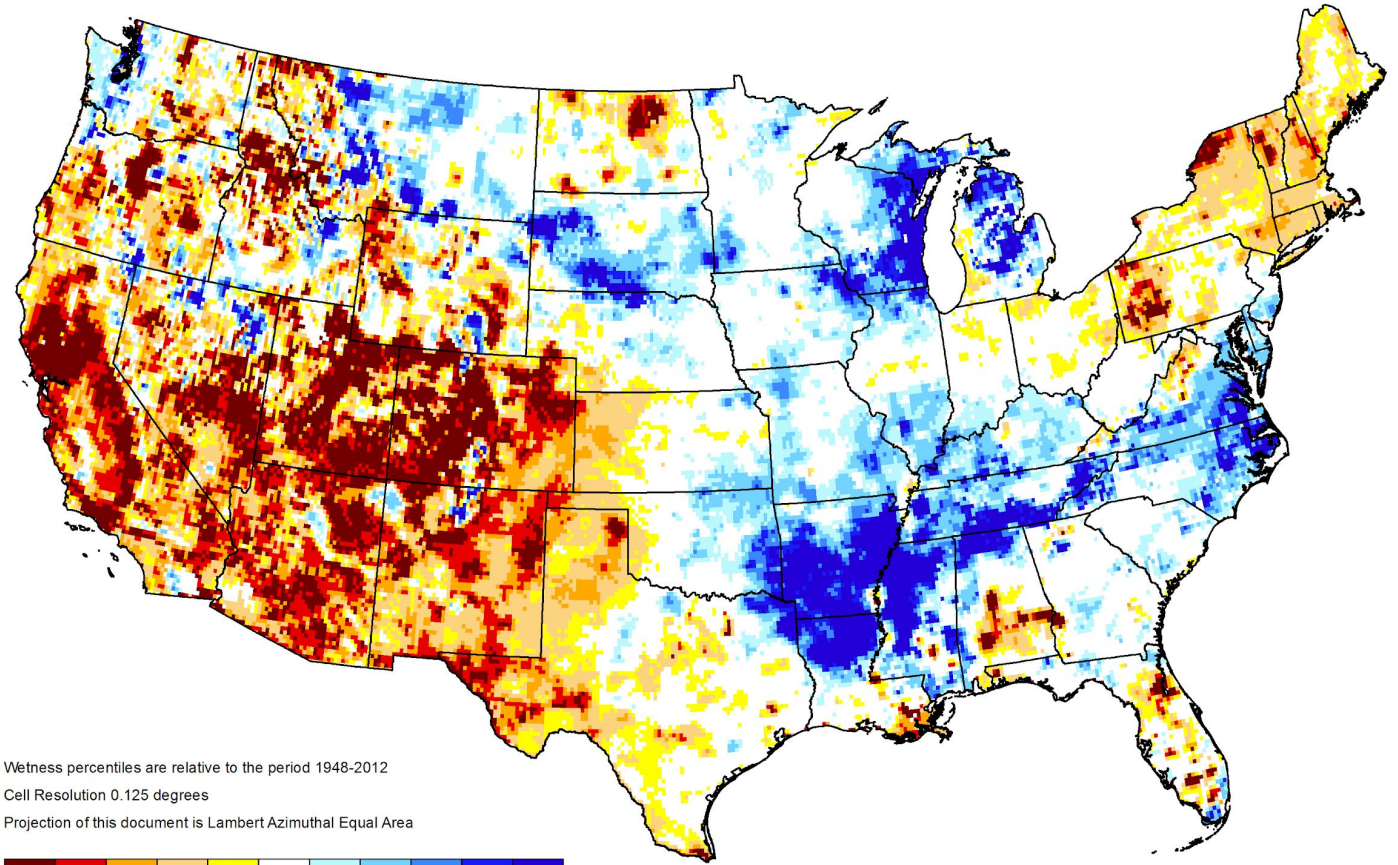 Wetness percentiles are relative to the period 1948-2012
Cell Resolution 0.125 degrees
Projection of this document is Lambert Azimuthal Equal Area